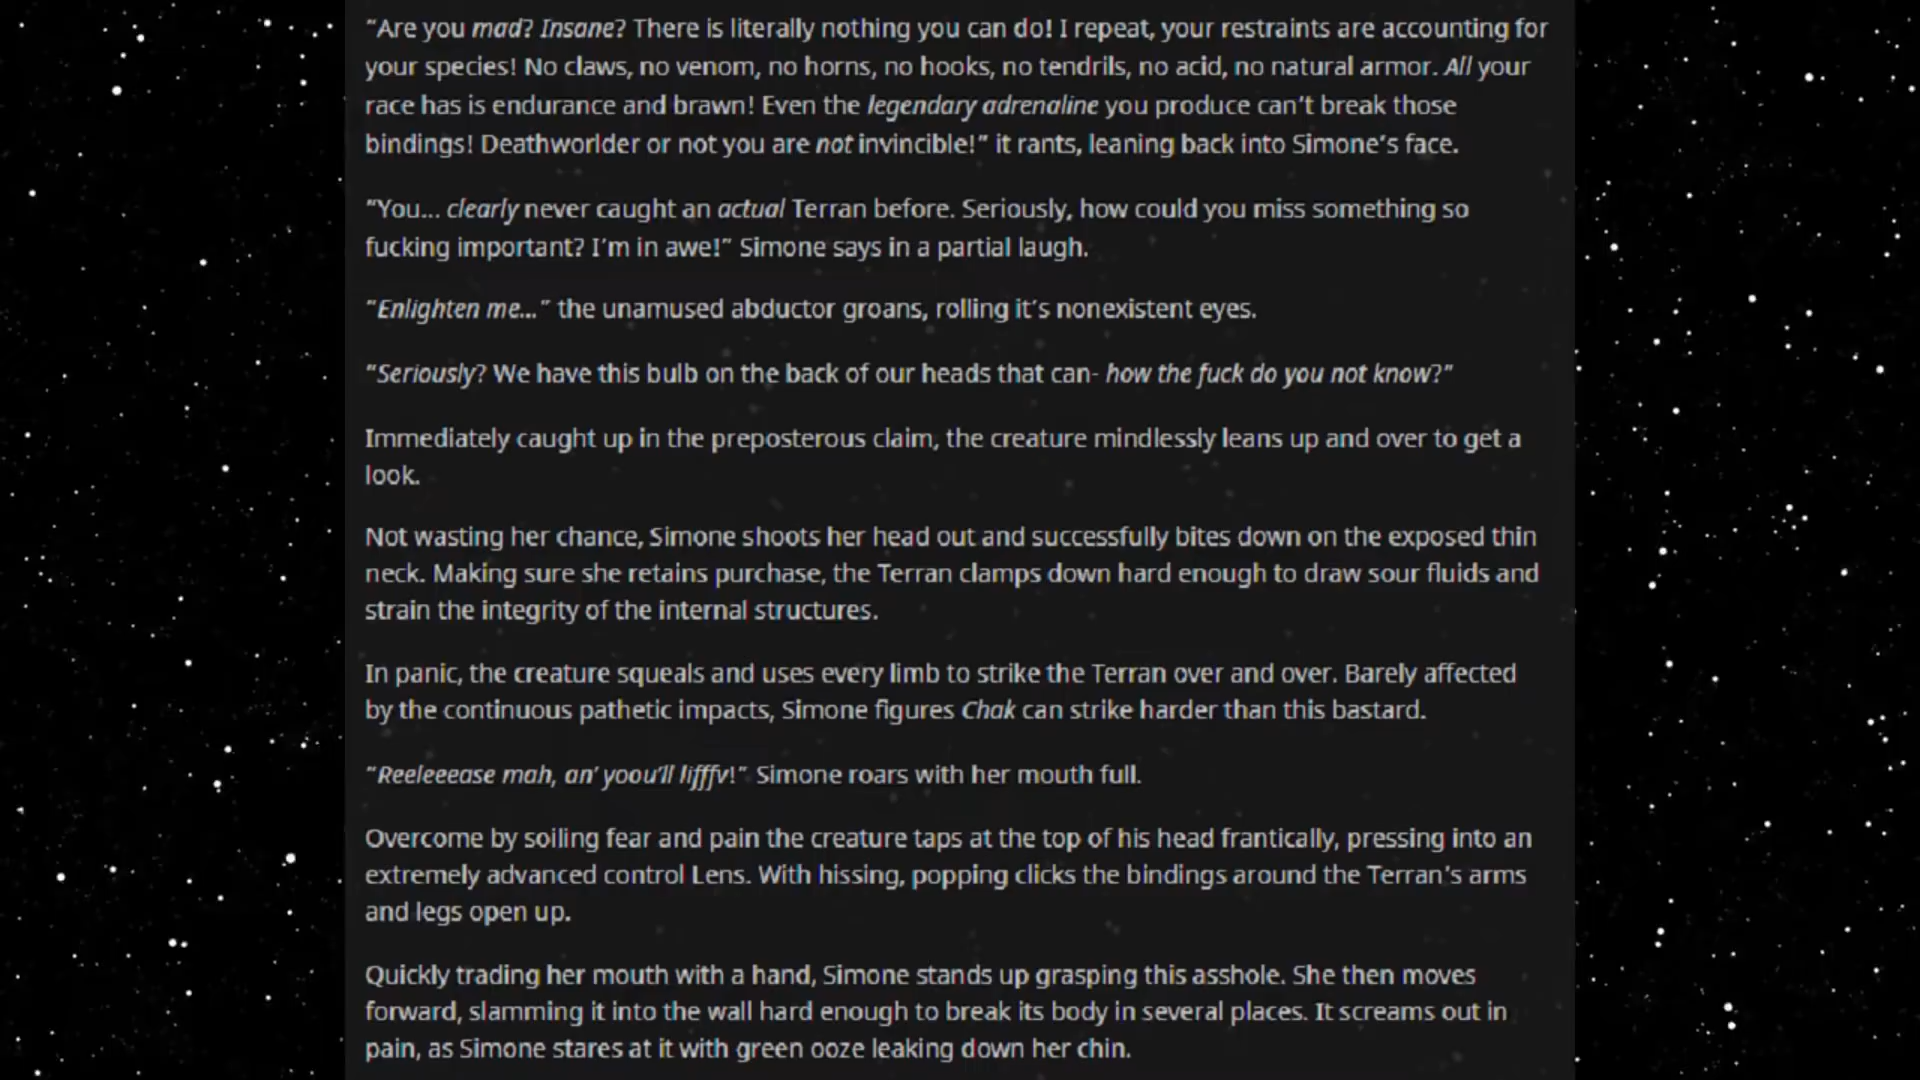 “Are you mad? Insane? There is literally nothing you can do! I repeat, your restraints are accounting for
your species! No claws, no venom, no horns, no hooks, no tendrils, no acid, no natural armor. All your
race has is endurance and brawn! Even the legendary adrenaline you produce can’t break those
bindings! Deathworlder or not you are not invincible!” it rants, leaning back into Simone’s face.
“You... clearly never caught an actual Terran before. Seriously, how could you miss something so
fucking important? I’m in awe!” Simone says in a partial laugh.
“Enlighten me...” the unamused abductor groans, rolling it’s nonexistent eyes.
“Seriously? We have this bulb on the back of our heads that can- how the fuck do you not know?”
Immediately caught up in the preposterous claim, the creature mindlessly leans up and over to get a
look.
Not wasting her chance, Simone shoots her head out and successfully bites down on the exposed thin
neck. Making sure she retains purchase, the Terran clamps down hard enough to draw sour fluids and
strain the integrity of the internal structures.
In panic, the creature squeals and uses every limb to strike the Terran over and over. Barely affected
by the continuous pathetic impacts, Simone figures Chak can strike harder than this bastard.
“Reeleeease mah, an’ yoou’ll lifffv!” Simone roars with her mouth full.
Overcome by soiling fear and pain the creature taps at the top of his head frantically, pressing into an
extremely advanced control Lens. With hissing, popping clicks the bindings around the Terran’s arms
and legs open up.
Quickly trading her mouth with a hand, Simone stands up grasping this asshole. She then moves
forward, slamming it into the wall hard enough to break its body in several places. It screams out in
pain, as Simone stares at it with green ooze leaking down her chin.